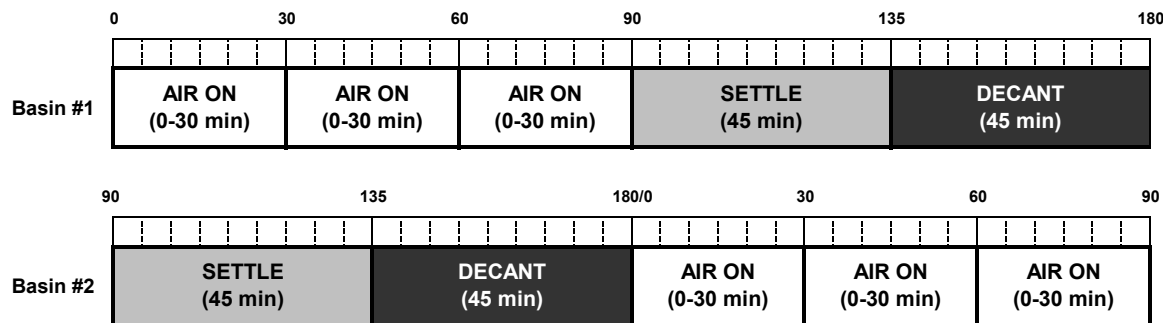 0 30 60 90 135 180
Basin #1
AIR ON
(0-30 min)
AIR ON
(0-30 min)
AIR ON
(0-30 min)
SETTLE
(45 min)
DECANT
(45 min)
90 135 180/0 30 60 90
Basin #2
SETTLE
(45 min)
DECANT
(45 min)
AIR ON
(0-30 min)
AIR ON
(0-30 min)
AIR ON
(0-30 min)